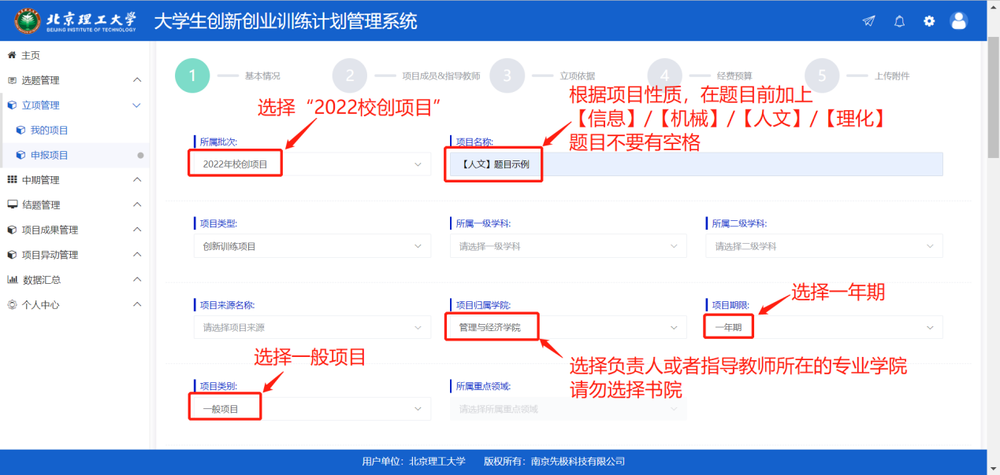 北京理工大学
BEIJING INSTITUTE OF TECHNOLOGY
大学生创新创业训练计划管理系统
主页
选题管理
立项管理
我的项目
申报项目
中期管理
结题管理
项目成果管理
项目异动管理
数据汇总
个人中心
1 基本情况
2 项目成员&指导教师
3 立项依据
4 经费预算
5 上传附件
选择“2022校创项目”
根据项目性质，在题目前加上
【信息】/【机械】/【人文】/【理化】
题目不要有空格
所属批次:
2022年校创项目
项目名称:
【人文】题目示例
项目类型:
创新训练项目
所属一级学科:
请选择一级学科
所属二级学科:
请选择二级学科
选择一年期
项目来源名称:
请选择项目来源
项目归属学院:
管理与经济学院
项目期限:
一年期
选择一般项目
选择负责人或者指导教师所在的专业学院
请勿选择书院
项目类别:
一般项目
所属重点领域:
请选择所属重点领域
用户单位：北京理工大学 版权所有：南京先极科技有限公司